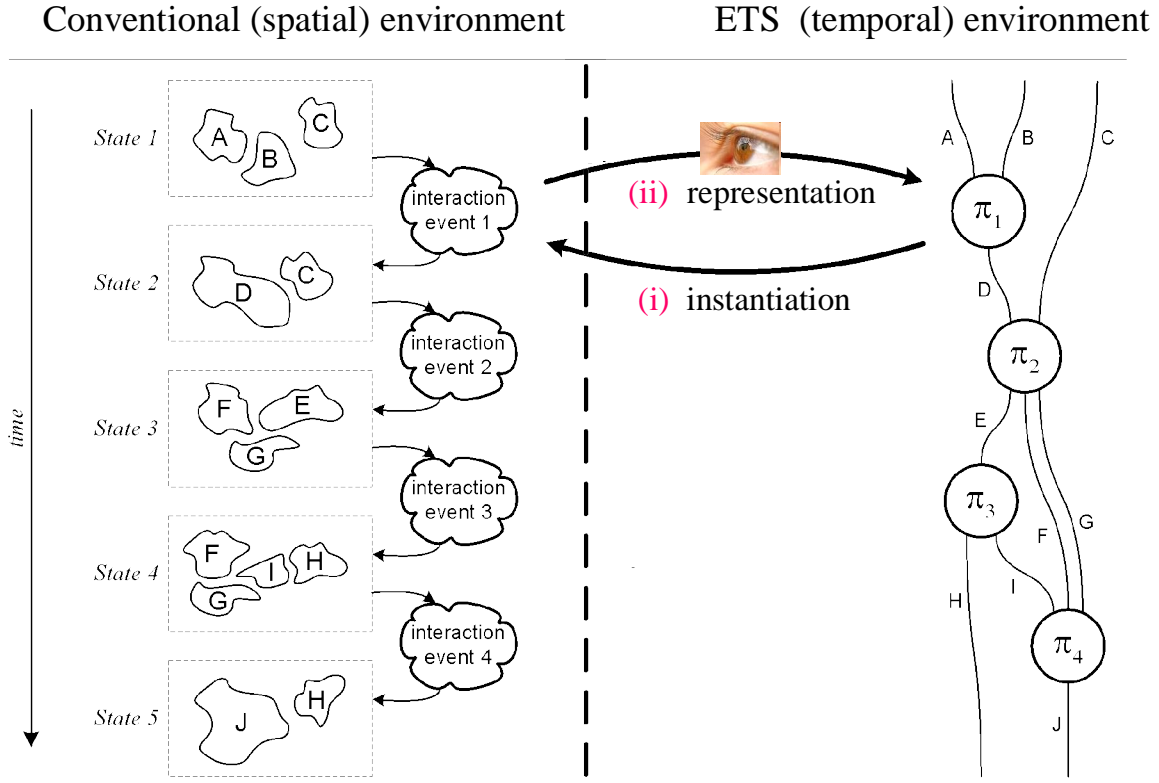 Conventional (spatial) environment
ETS (temporal) environment
time
State 1
A
B
C
interaction
event 1
State 2
D
C
interaction
event 2
State 3
F
E
G
interaction
event 3
State 4
F
I
H
G
interaction
event 4
State 5
J
H
(ii) representation
(i) instantiation
A
B
C
π1
D
π2
E
F
G
π3
H
I
π4
J